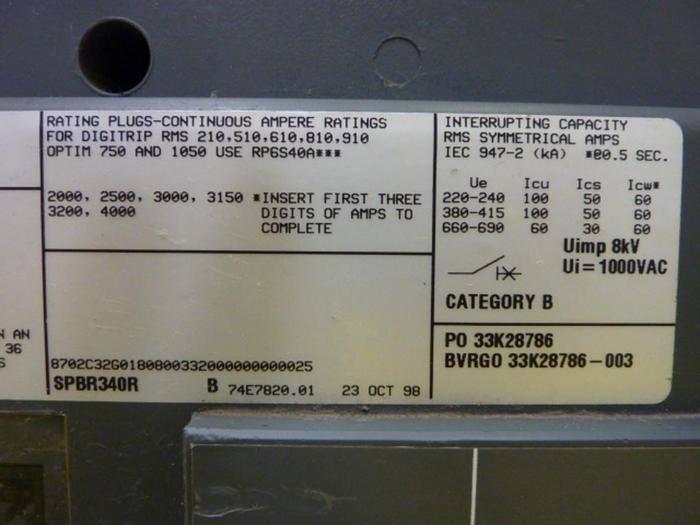 RATING PLUGS-CONTINUOUS AMPERE RATINGS
FOR DIGITRIP RMS 210,510,610,810,910
OPTIM 750 AND 1050 USE RP6S40A***
2000, 2500, 3000, 3150 *INSERT FIRST THREE
3200, 4000 DIGITS OF AMPS TO
COMPLETE
N AN
36
S
8702C32G0180800332000000000025
SPBR340R B 74E7820.01 23 OCT 98
INTERRUPTING CAPACITY
RMS SYMMETRICAL AMPS
IEC 947-2 (kA) *@0.5 SEC.
Ue Icu Ics Icw*
220-240 100 50 60
380-415 100 50 60
660-690 60 30 60
Uimp 8kV
Ui=1000VAC
CATEGORY B
PO 33K28786
BVRGO 33K28786-003